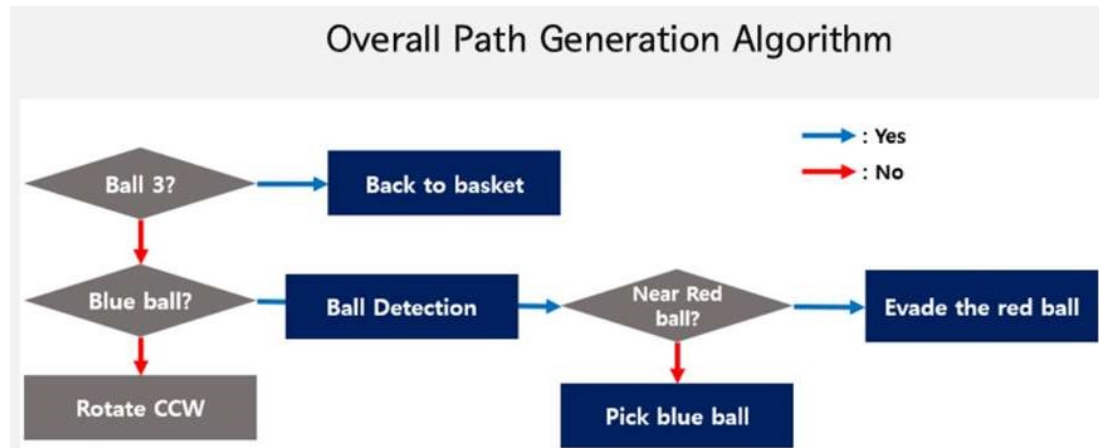 Overall Path Generation Algorithm
: Yes
: No
Ball 3?
Back to basket
Blue ball?
Ball Detection
Near Red
ball?
Evade the red ball
Rotate CCW
Pick blue ball